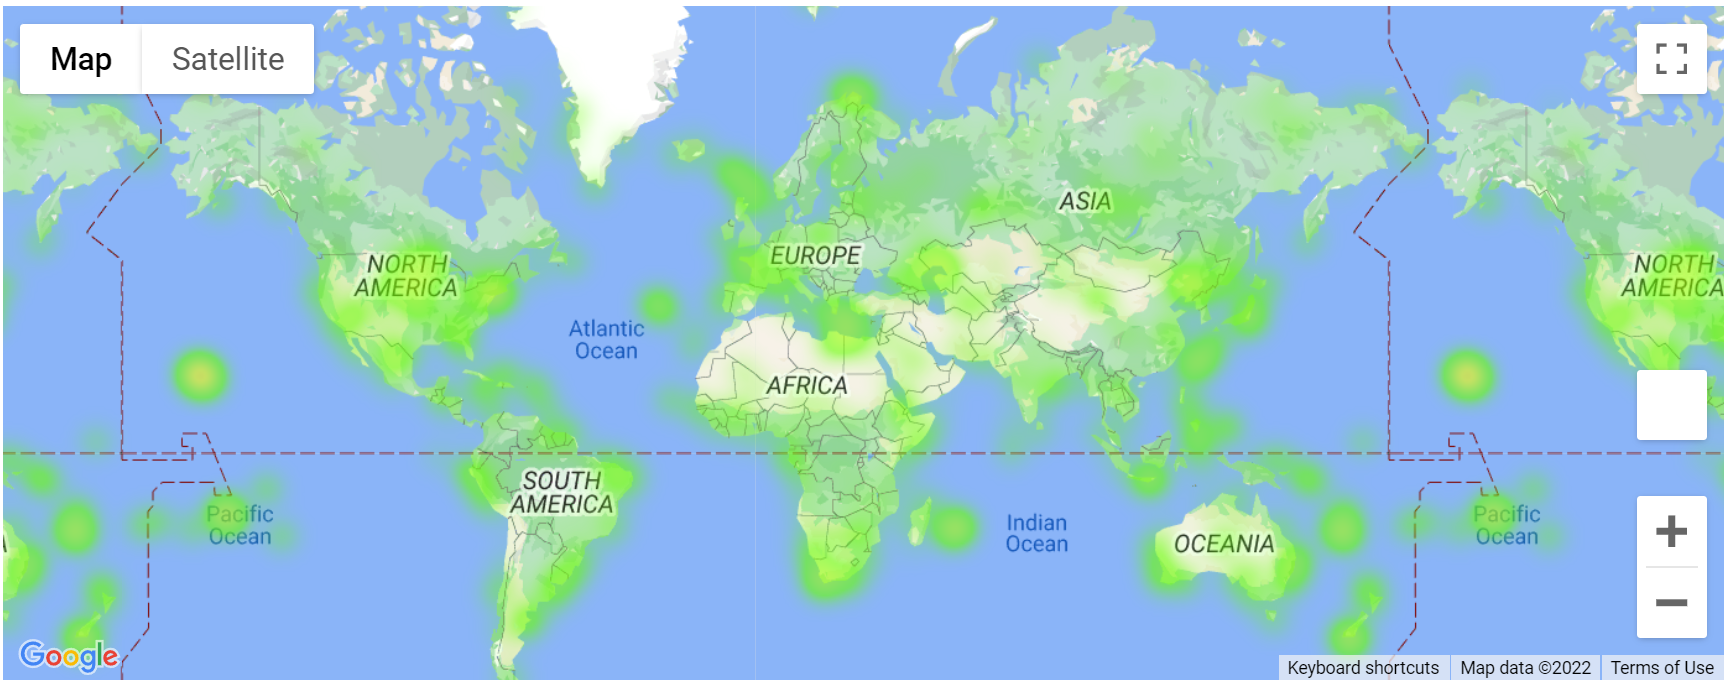 Map
Satellite
ASIA
EUROPE
NORTH
AMERICA
NORTH
AMERICA
Atlantic
Ocean
AFRICA
SOUTH
AMERICA
Pacific
Ocean
Indian
Ocean
OCEANIA
Pacific
Ocean
A
Google
Keyboard shortcuts
Map data ©2022
Terms of Use